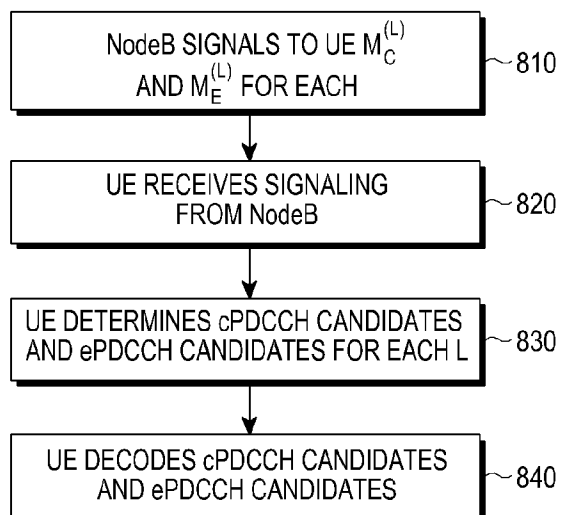 NodeB SIGNALS TO UE M_C^(L)
AND M_E^(L) FOR EACH
810
UE RECEIVES SIGNALING
FROM NodeB
820
UE DETERMINES cPDCCH CANDIDATES
AND ePDCCH CANDIDATES FOR EACH L
830
UE DECODES cPDCCH CANDIDATES
AND ePDCCH CANDIDATES
840